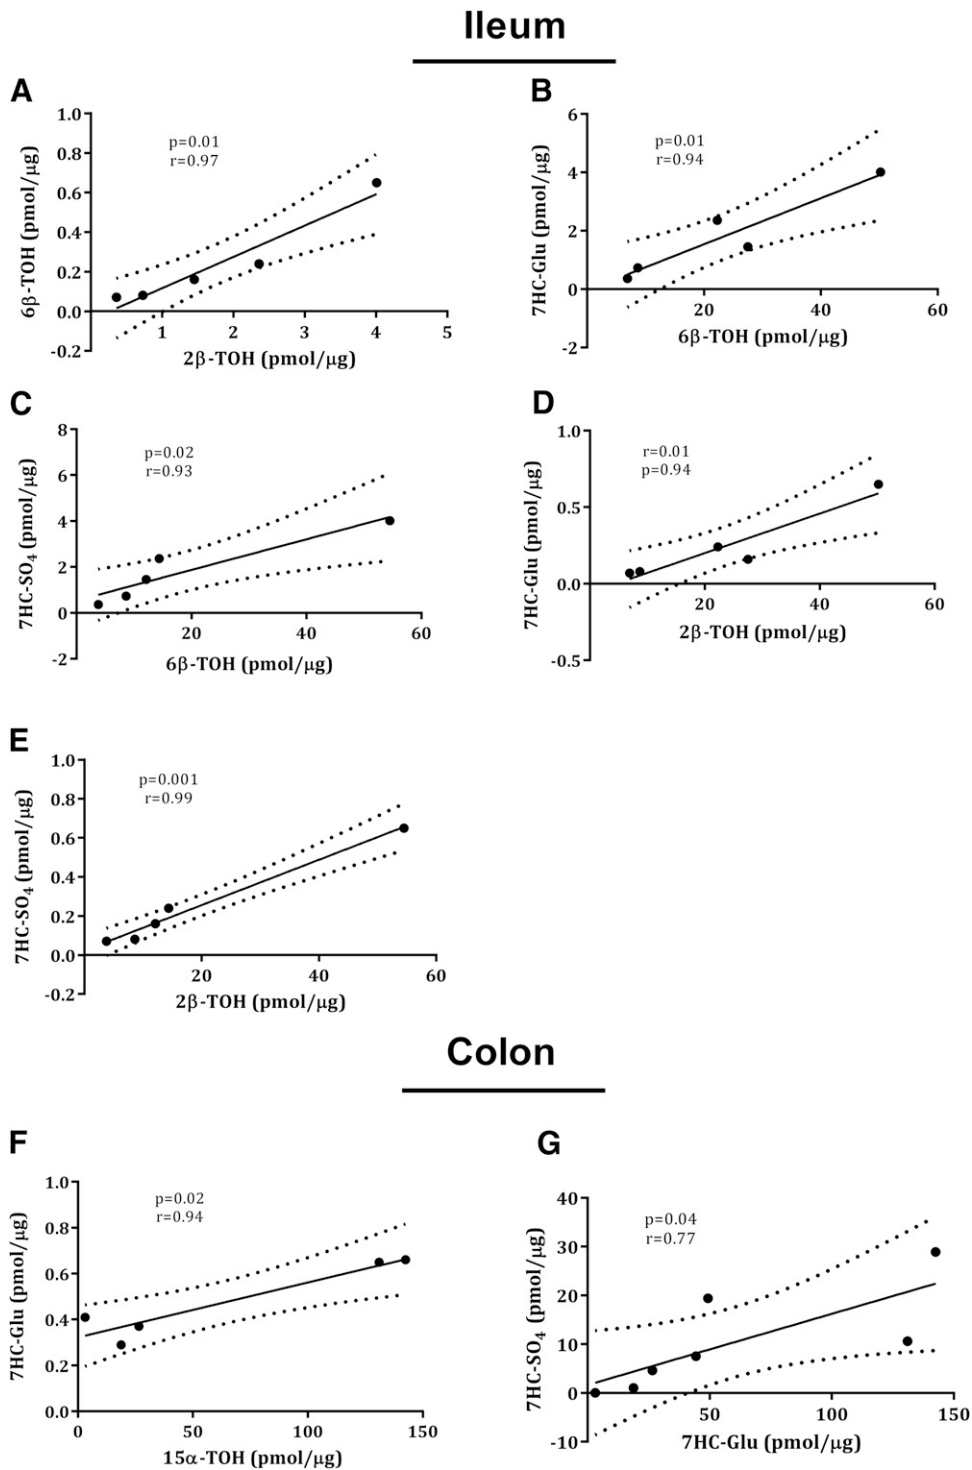 Ileum
A
p=0.01
r=0.97
6β-TOH (pmol/µg)
1.0
0.8
0.6
0.4
0.2
0.0
-0.2
1 2 3 4 5
2β-TOH (pmol/µg)
B
p=0.01
r=0.94
7HC-Glu (pmol/µg)
6
4
2
0
-2
20 40 60
6β-TOH (pmol/µg)
C
p=0.02
r=0.93
7HC-SO4 (pmol/µg)
8
6
4
2
0
-2
20 40 60
6β-TOH (pmol/µg)
D
r=0.01
p=0.94
7HC-Glu (pmol/µg)
1.0
0.5
0.0
-0.5
20 40 60
2β-TOH (pmol/µg)
E
p=0.001
r=0.99
7HC-SO4 (pmol/µg)
1.0
0.8
0.6
0.4
0.2
0.0
-0.2
20 40 60
2β-TOH (pmol/µg)
Colon
F
p=0.02
r=0.94
7HC-Glu (pmol/µg)
1.0
0.8
0.6
0.4
0.2
0.0
0 50 100 150
15α-TOH (pmol/µg)
G
p=0.04
r=0.77
7HC-SO4 (pmol/µg)
40
30
20
10
0
-10
50 100 150
7HC-Glu (pmol/µg)